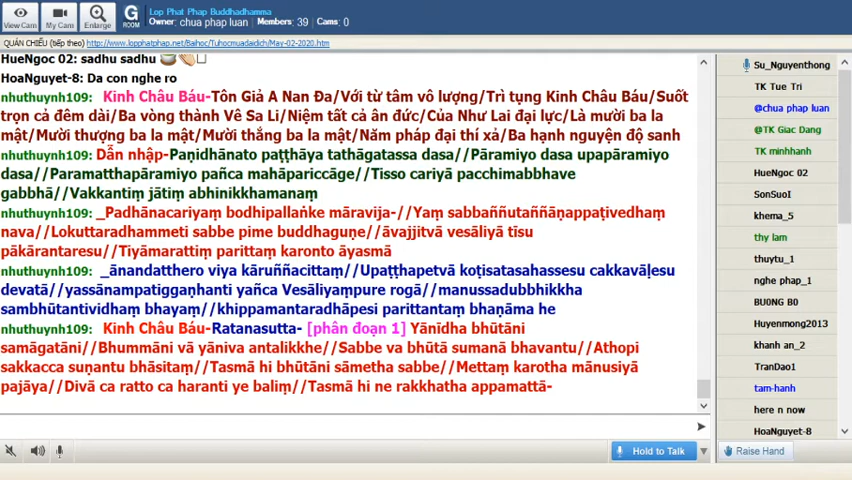 Lop Phat Phap Buddhadhamma
Owner: chua phap luan Members: 39 Cams: 0
View Cam
My Cam
Enlarge
G
ROOM
QUÁN CHIẾU (tiếp theo) http://www.lopphatphap.net/Baihoc/Tuhocmuadaidich/May-02-2020.htm
HueNgoc 02: sadhu sadhu
HoaNguyet-8: Da con nghe ro
nhuthuynh109: Kinh Châu Báu-Tôn Giả A Nan Đa/Với từ tâm vô lượng/Trì tụng Kinh Châu Báu/Suốt
trọn cả đêm dài/Ba vòng thành Vê Sa Li/Niệm tất cả ân đức/Của Như Lai đại lực/Là mười ba la
mật/Mười thượng ba la mật/Mười thắng ba la mật/Năm pháp đại thí xả/Ba hạnh nguyện độ sanh
nhuthuynh109: Dẫn nhập-Paṇidhānato paṭṭhāya tathāgatassa dasa//Pāramiyo dasa upapāramiyo
dasa//Paramatthapāramiyo pañca mahāpariccāge//Tisso cariyā pacchimabbhave
gabbhā//Vakkantiṃ jātiṃ abhinikkhamanaṃ
nhuthuynh109: _Padhānacariyaṃ bodhipallaṅke māravija-//Yaṃ sabbaññutaññāṇappaṭivedhaṃ
nava//Lokuttaradhammeti sabbe pime buddhaguṇe//āvajjitvā vesāliyā tīsu
pākārantaresu//Tiyāmarattiṃ parittaṃ karonto āyasmā
nhuthuynh109: _ānandatthero viya kāruññacittaṃ//Upaṭṭhapetvā koṭisatasahassesu cakkavāḷesu
devatā//yassānampatiggaṇhanti yañca Vesāliyaṃpure rogā//manussadubbhikkha
sambhūtantividhaṃ bhayaṃ//khippamantaradhāpesi parittantaṃ bhaṇāma he
nhuthuynh109: Kinh Châu Báu-Ratanasutta- [phân đoạn 1] Yānīdha bhūtāni
samāgatāni//Bhummāni vā yāniva antalikkhe//Sabbe va bhūtā sumanā bhavantu//Athopi
sakkacca suṇantu bhāsitaṃ//Tasmā hi bhūtāni sāmetha sabbe//Mettaṃ karotha mānusiyā
pajāya//Divā ca ratto ca haranti ye baliṃ//Tasmā hi ne rakkhatha appamattā-
Su_Nguyenthong
TK Tue Tri
@chua phap luan
@TK Giac Dang
TK minhhanh
HueNgoc 02
SonSuoI
khema_5
thy lam
thuytu_1
nghe phap_1
BU0NG B0
Huyenmong2013
khanh an_2
TranDao1
tam-hanh
here n now
HoaNguyet-8
Hold to Talk
Raise Hand